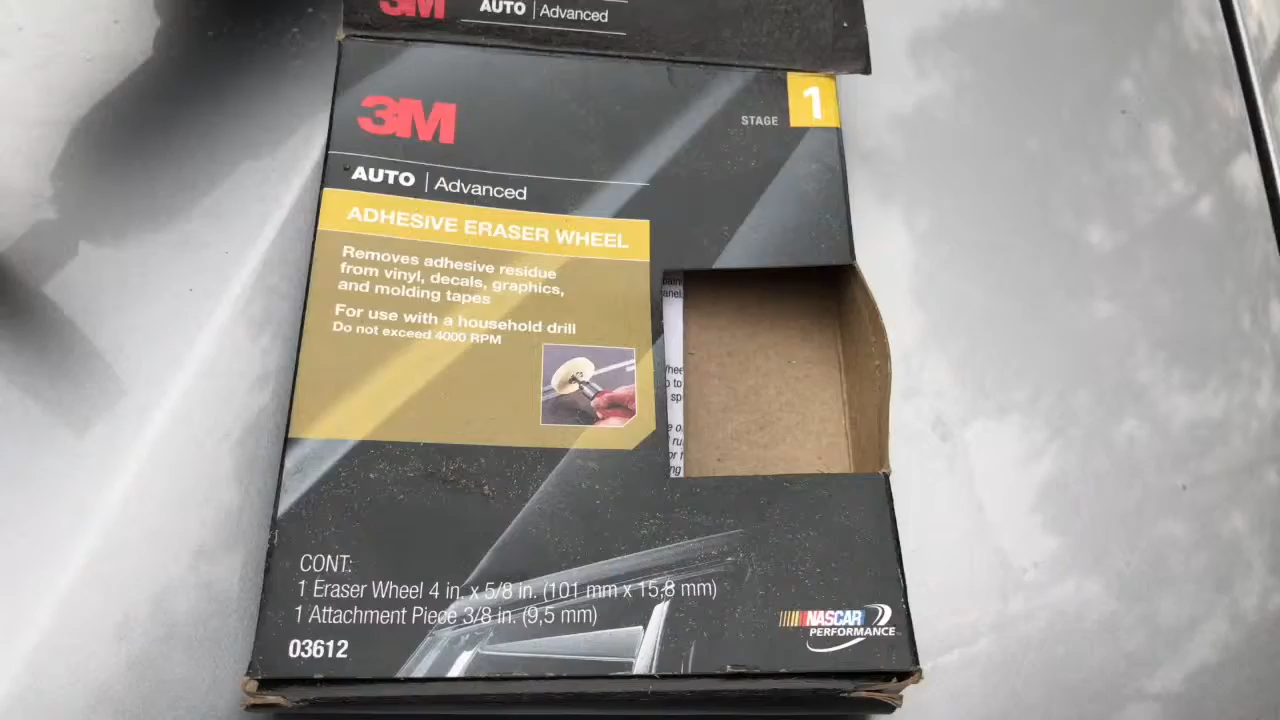 3M
AUTO | Advanced
3M
STAGE 1
AUTO | Advanced
ADHESIVE ERASER WHEEL
Removes adhesive residue
from vinyl, decals, graphics,
and molding tapes
For use with a household drill
Do not exceed 4000 RPM
CONT:
1 Eraser Wheel 4 in. x 5/8 in. (101 mm x 15,8 mm)
1 Attachment Piece 3/8 in. (9,5 mm)
03612
NASCAR
PERFORMANCE